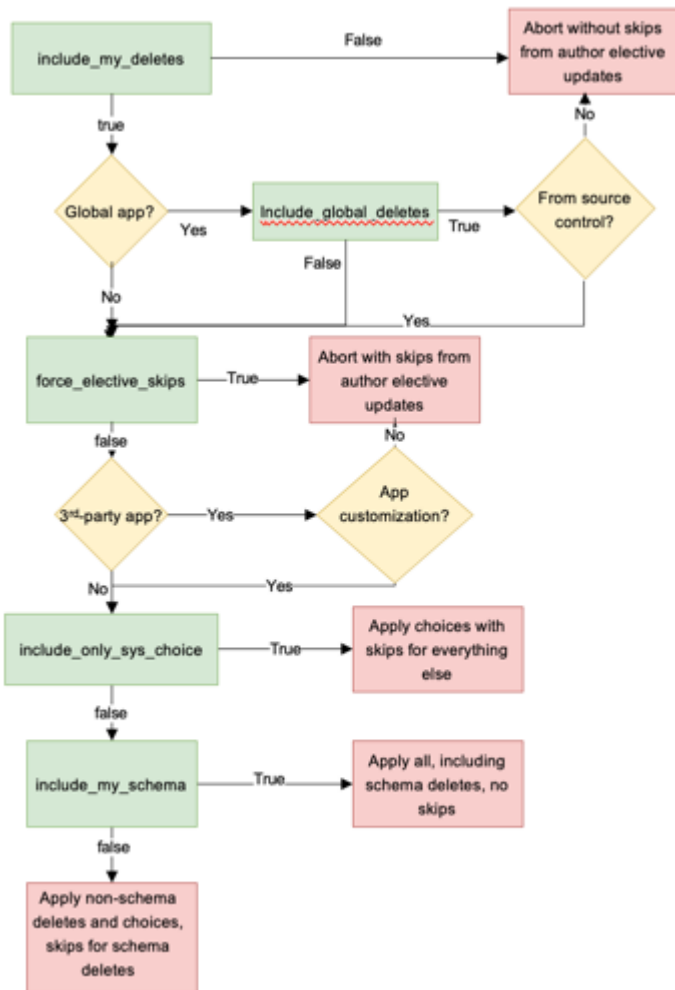 include_my_deletes
False
Abort without skips
from author elective
updates
true
No
Global app?
Yes
Include_global_deletes
True
From source
control?
False
No
Yes
force_elective_skips
True
Abort with skips from
author elective
updates
false
No
3rd-party app?
Yes
App
customization?
No
Yes
include_only_sys_choice
True
Apply choices with
skips for everything
else
false
include_my_schema
True
Apply all, including
schema deletes, no
skips
false
Apply non-schema
deletes and choices,
skips for schema
deletes